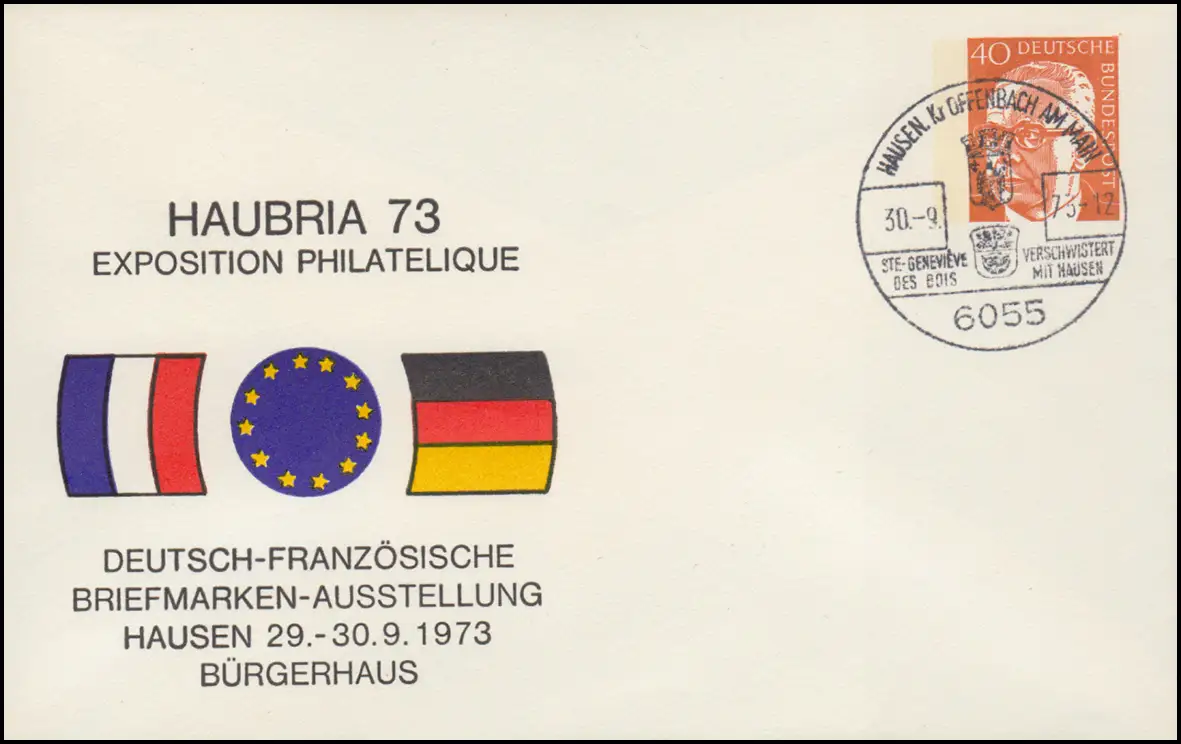 40 DEUTSCHE
BUNDESPOST
HAUSEN, Kr OFFENBACH AM MAIN
30.-9. 73-12
STE-GENEVIÈVE
DES BOIS
VERSCHWISTERT
MIT HAUSEN
6055
HAUBRIA 73
EXPOSITION PHILATELIQUE
DEUTSCH-FRANZÖSISCHE
BRIEFMARKEN-AUSSTELLUNG
HAUSEN 29.-30.9.1973
BÜRGERHAUS